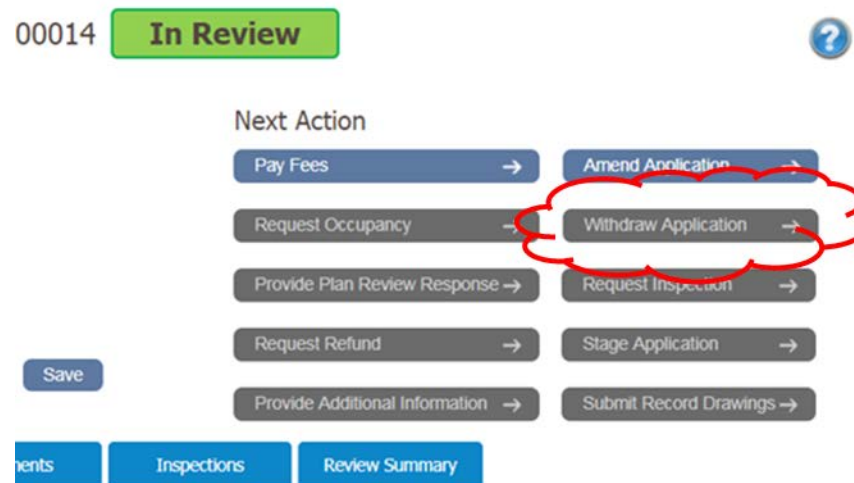 00014 In Review
?
Next Action
Pay Fees →
Amend Application →
Request Occupancy →
Withdraw Application →
Provide Plan Review Response →
Request Inspection →
Request Refund →
Stage Application →
Save
Provide Additional Information →
Submit Record Drawings →
Inspections
Review Summary